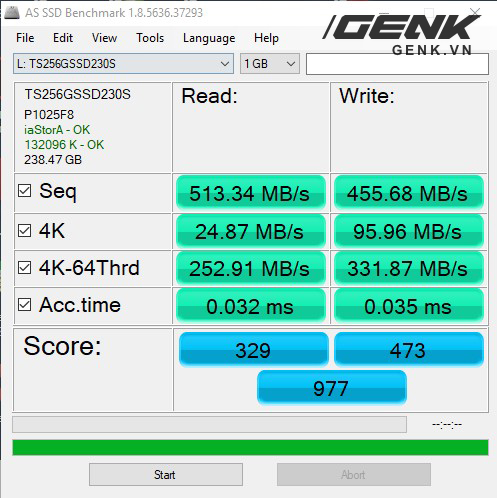 AS SSD Benchmark 1.8.5636.37293
GENK
GENK.VN
File Edit View Tools Language Help
L: TS256GSSD230S 1 GB
TS256GSSD230S
P1025F8
iaStorA - OK
132096 K - OK
238.47 GB
Read: Write:
Seq 513.34 MB/s 455.68 MB/s
4K 24.87 MB/s 95.96 MB/s
4K-64Thrd 252.91 MB/s 331.87 MB/s
Acc.time 0.032 ms 0.035 ms
Score: 329 473
977
--:--:--
Start Abort